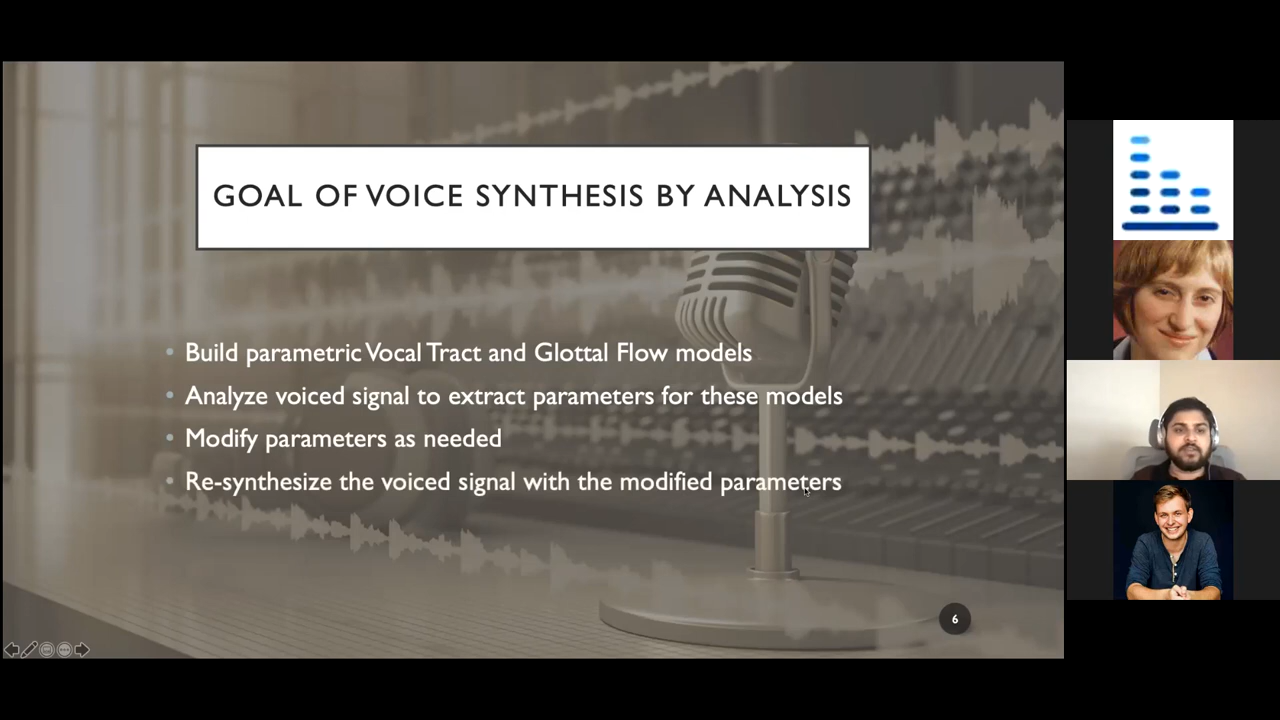 GOAL OF VOICE SYNTHESIS BY ANALYSIS
• Build parametric Vocal Tract and Glottal Flow models
• Analyze voiced signal to extract parameters for these models
• Modify parameters as needed
• Re-synthesize the voiced signal with the modified parameters
6